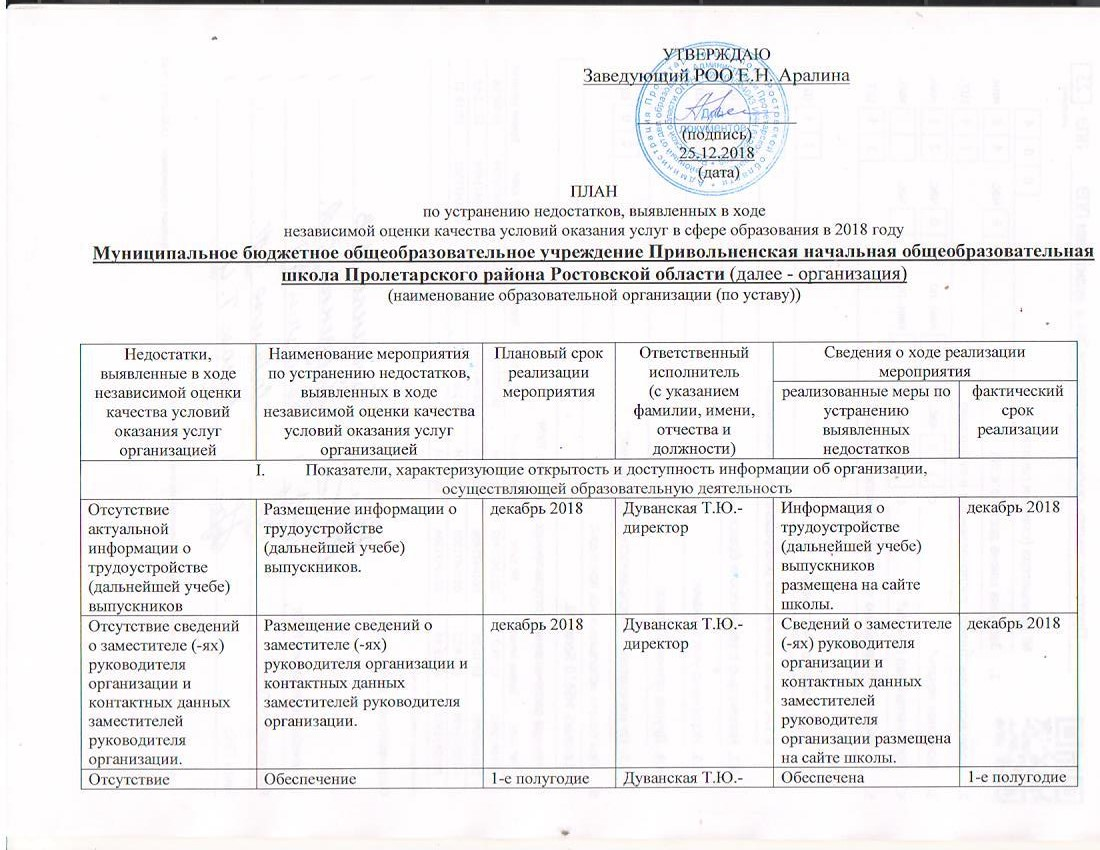 УТВЕРЖДАЮ
Заведующий РОО Е.Н. Аралина
ДОКУМЕНТОВ
(подпись)
25.12.2018
(дата)
ПЛАН
по устранению недостатков, выявленных в ходе
независимой оценки качества условий оказания услуг в сфере образования в 2018 году
Муниципальное бюджетное общеобразовательное учреждение Привольненская начальная общеобразовательная
школа Пролетарского района Ростовской области (далее - организация)
(наименование образовательной организации (по уставу))
Недостатки,
выявленные в ходе
независимой оценки
качества условий
оказания услуг
организацией
Наименование мероприятия
по устранению недостатков,
выявленных в ходе
независимой оценки качества
условий оказания услуг
организацией
Плановый срок
реализации
мероприятия
Ответственный
исполнитель
(с указанием
фамилии, имени,
отчества и
должности)
Сведения о ходе реализации
мероприятия
реализованные меры по
устранению
выявленных
недостатков
фактический
срок
реализации
I. Показатели, характеризующие открытость и доступность информации об организации,
осуществляющей образовательную деятельность
Отсутствие
актуальной
информации о
трудоустройстве
(дальнейшей учебе)
выпускников
Размещение информации о
трудоустройстве
(дальнейшей учебе)
выпускников.
декабрь 2018
Дуванская Т.Ю.-
директор
Информация о
трудоустройстве
(дальнейшей учебе)
выпускников
размещена на сайте
школы.
декабрь 2018
Отсутствие сведений
о заместителе (-ях)
руководителя
организации и
контактных данных
заместителей
руководителя
организации.
Размещение сведений о
заместителе (-ях)
руководителя организации и
контактных данных
заместителей руководителя
организации.
декабрь 2018
Дуванская Т.Ю.-
директор
Сведений о заместителе
(-ях) руководителя
организации и
контактных данных
заместителей
руководителя
организации размещена
на сайте школы.
декабрь 2018
Отсутствие
Обеспечение
1-е полугодие
Дуванская Т.Ю.-
Обеспечена
1-е полугодие